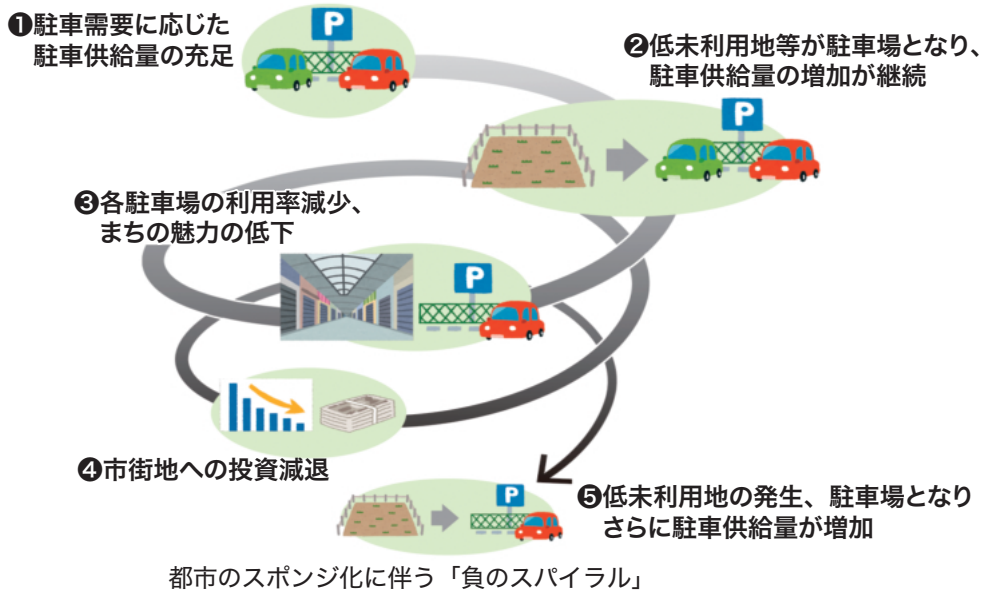 ❶駐車需要に応じた
駐車供給量の充足
P
❷低未利用地等が駐車場となり、
駐車供給量の増加が継続
P
❸各駐車場の利用率減少、
まちの魅力の低下
P
❹市街地への投資減退
P
❺低未利用地の発生、駐車場となり
さらに駐車供給量が増加
都市のスポンジ化に伴う「負のスパイラル」